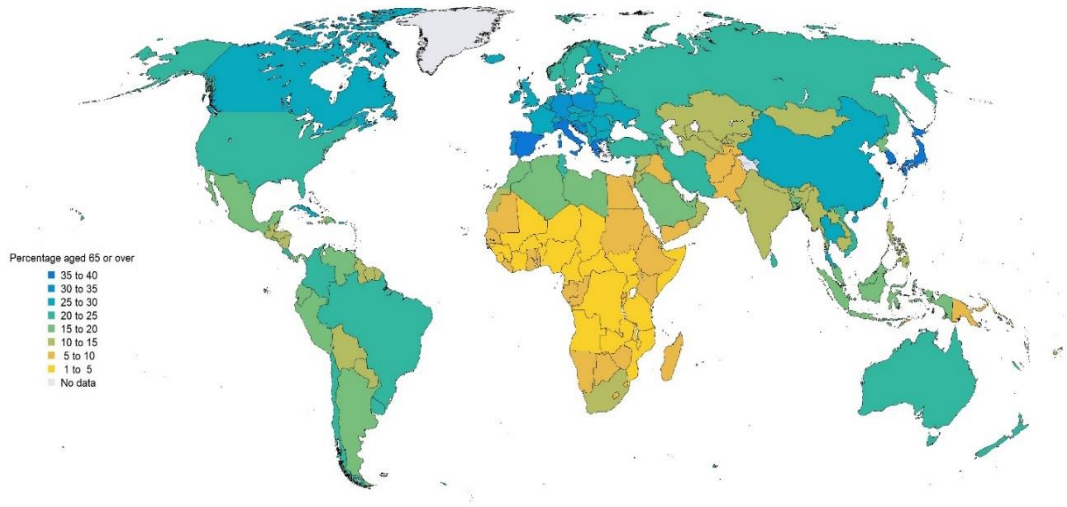 Percentage aged 65 or over
35 to 40
30 to 35
25 to 30
20 to 25
15 to 20
10 to 15
5 to 10
1 to 5
No data